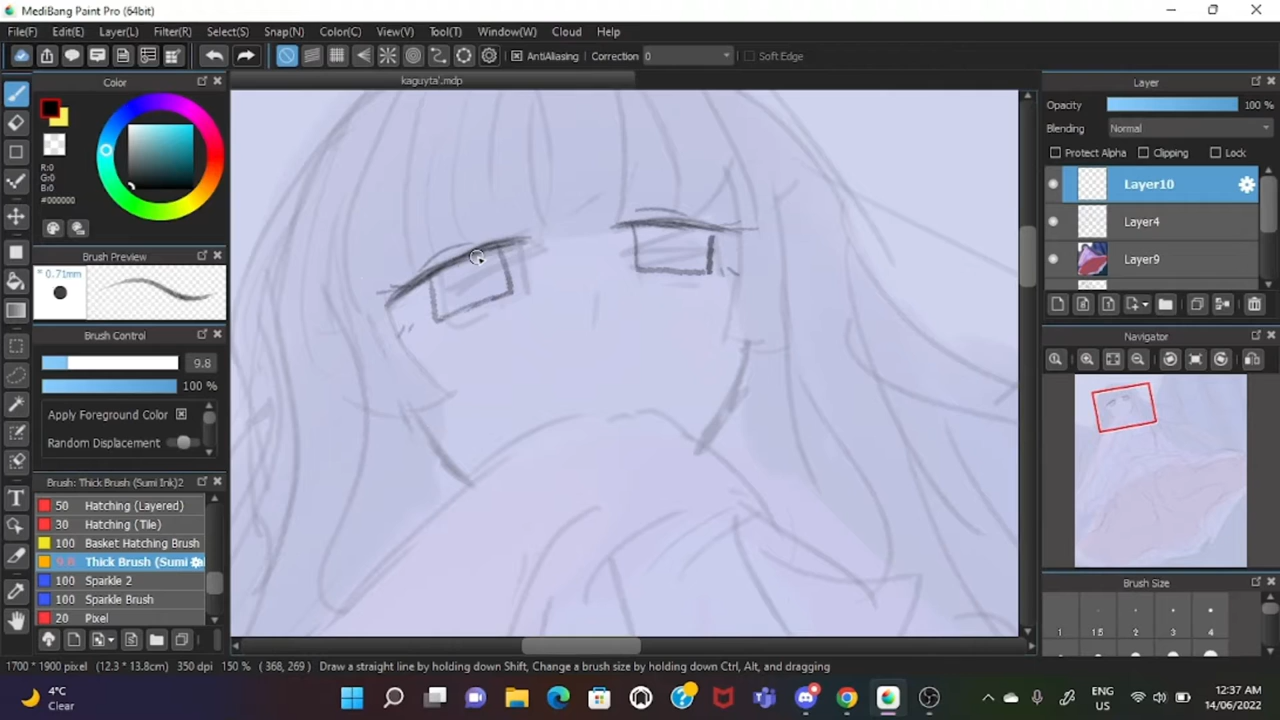 MediBang Paint Pro (64bit)
File(F) Edit(E) Layer(L) Filter(R) Select(S) Snap(N) Color(C) View(V) Tool(T) Window(W) Cloud Help
AntiAliasing Correction 0 Soft Edge
Color
R:0
G:0
B:0
#000000
Brush Preview
* 0.71mm
Brush Control
9.8
100 %
Apply Foreground Color
Random Displacement
Brush: Thick Brush (Sumi Ink)2
50 Hatching (Layered)
30 Hatching (Tile)
100 Basket Hatching Brush
9.8 Thick Brush (Sumi
100 Sparkle 2
100 Sparkle Brush
20 Pixel
kaguyta'.mdp
Layer
Opacity 100 %
Blending Normal
Protect Alpha Clipping Lock
Layer10
Layer4
Layer9
Navigator
Brush Size
1 1.5 2 3 4
1700 * 1900 pixel (12.3 * 13.8cm) 350 dpi 150 % ( 368, 269 ) Draw a straight line by holding down Shift, Change a brush size by holding down Ctrl, Alt, and dragging
4°C
Clear
ENG
US
12:37 AM
14/06/2022